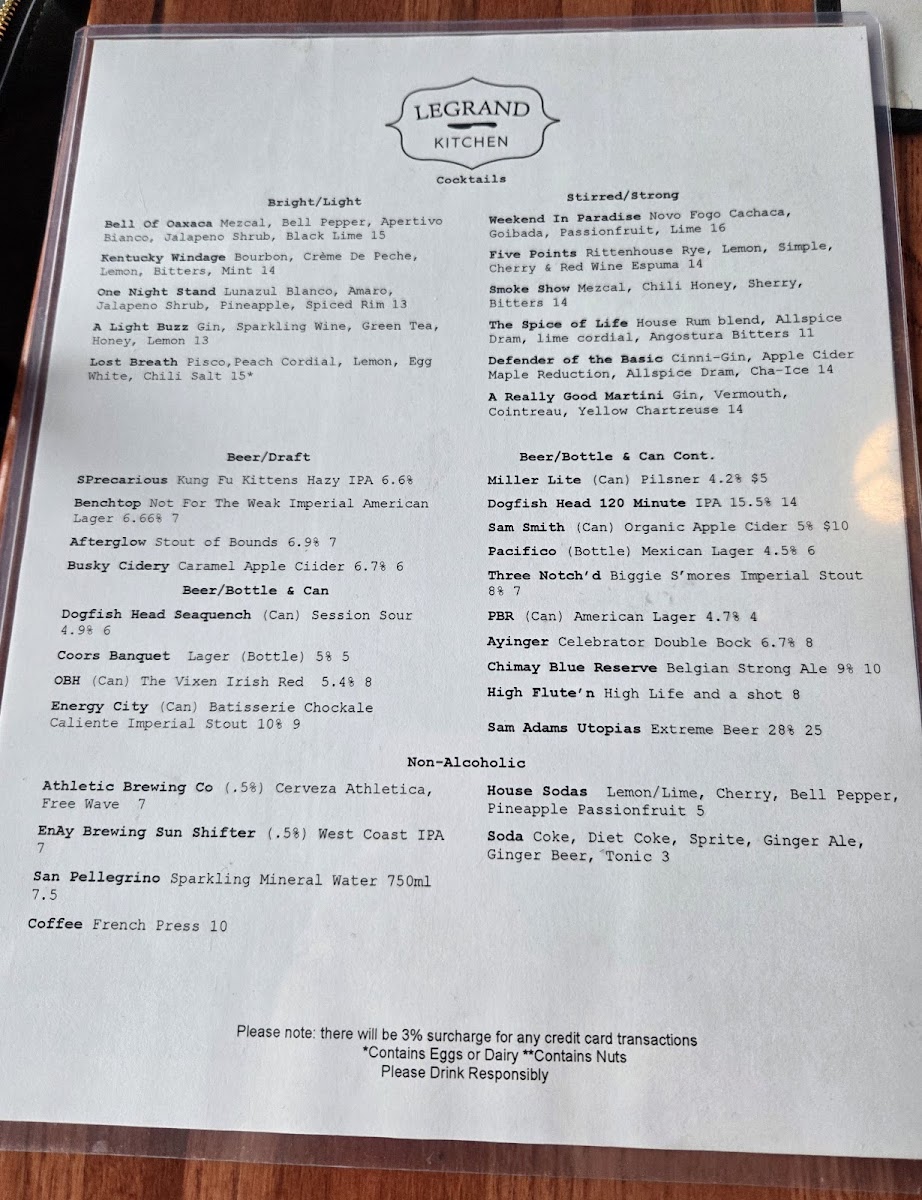 LEGRAND
KITCHEN
Cocktails
Bright/Light
Bell Of Oaxaca Mezcal, Bell Pepper, Apertivo
Bianco, Jalapeno Shrub, Black Lime 15
Kentucky Windage Bourbon, Crème De Peche,
Lemon, Bitters, Mint 14
One Night Stand Lunazul Blanco, Amaro,
Jalapeno Shrub, Pineapple, Spiced Rim 13
A Light Buzz Gin, Sparkling Wine, Green Tea,
Honey, Lemon 13
Lost Breath Pisco,Peach Cordial, Lemon, Egg
White, Chili Salt 15*
Stirred/Strong
Weekend In Paradise Novo Fogo Cachaca,
Goibada, Passionfruit, Lime 16
Five Points Rittenhouse Rye, Lemon, Simple,
Cherry & Red Wine Espuma 14
Smoke Show Mezcal, Chili Honey, Sherry,
Bitters 14
The Spice of Life House Rum blend, Allspice
Dram, lime cordial, Angostura Bitters 11
Defender of the Basic Cinni-Gin, Apple Cider
Maple Reduction, Allspice Dram, Cha-Ice 14
A Really Good Martini Gin, Vermouth,
Cointreau, Yellow Chartreuse 14
Beer/Draft
SPrecarious Kung Fu Kittens Hazy IPA 6.6%
Benchtop Not For The Weak Imperial American
Lager 6.66% 7
Afterglow Stout of Bounds 6.9% 7
Busky Cidery Caramel Apple Ciider 6.7% 6
Beer/Bottle & Can
Dogfish Head Seaquench (Can) Session Sour
4.9% 6
Coors Banquet Lager (Bottle) 5% 5
OBH (Can) The Vixen Irish Red 5.4% 8
Energy City (Can) Batisserie Chockale
Caliente Imperial Stout 10% 9
Beer/Bottle & Can Cont.
Miller Lite (Can) Pilsner 4.2% $5
Dogfish Head 120 Minute IPA 15.5% 14
Sam Smith (Can) Organic Apple Cider 5% $10
Pacifico (Bottle) Mexican Lager 4.5% 6
Three Notch'd Biggie S'mores Imperial Stout
8% 7
PBR (Can) American Lager 4.7% 4
Ayinger Celebrator Double Bock 6.7% 8
Chimay Blue Reserve Belgian Strong Ale 9% 10
High Flute'n High Life and a shot 8
Sam Adams Utopias Extreme Beer 28% 25
Non-Alcoholic
Athletic Brewing Co (.5%) Cerveza Athletica,
Free Wave 7
EnAy Brewing Sun Shifter (.5%) West Coast IPA
7
San Pellegrino Sparkling Mineral Water 750ml
7.5
Coffee French Press 10
House Sodas Lemon/Lime, Cherry, Bell Pepper,
Pineapple Passionfruit 5
Soda Coke, Diet Coke, Sprite, Ginger Ale,
Ginger Beer, Tonic 3
Please note: there will be 3% surcharge for any credit card transactions
*Contains Eggs or Dairy **Contains Nuts
Please Drink Responsibly